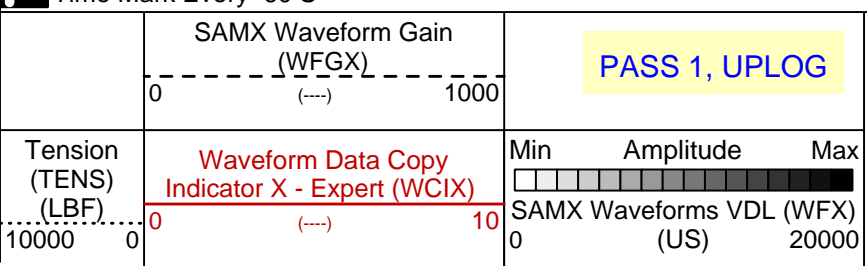 SAMX Waveform Gain
(WFGX)
0 (----) 1000
PASS 1, UPLOG
Tension
(TENS)
(LBF)
10000 0
Waveform Data Copy
Indicator X - Expert (WCIX)
0 (----) 10
Min Amplitude Max
SAMX Waveforms VDL (WFX)
0 (US) 20000